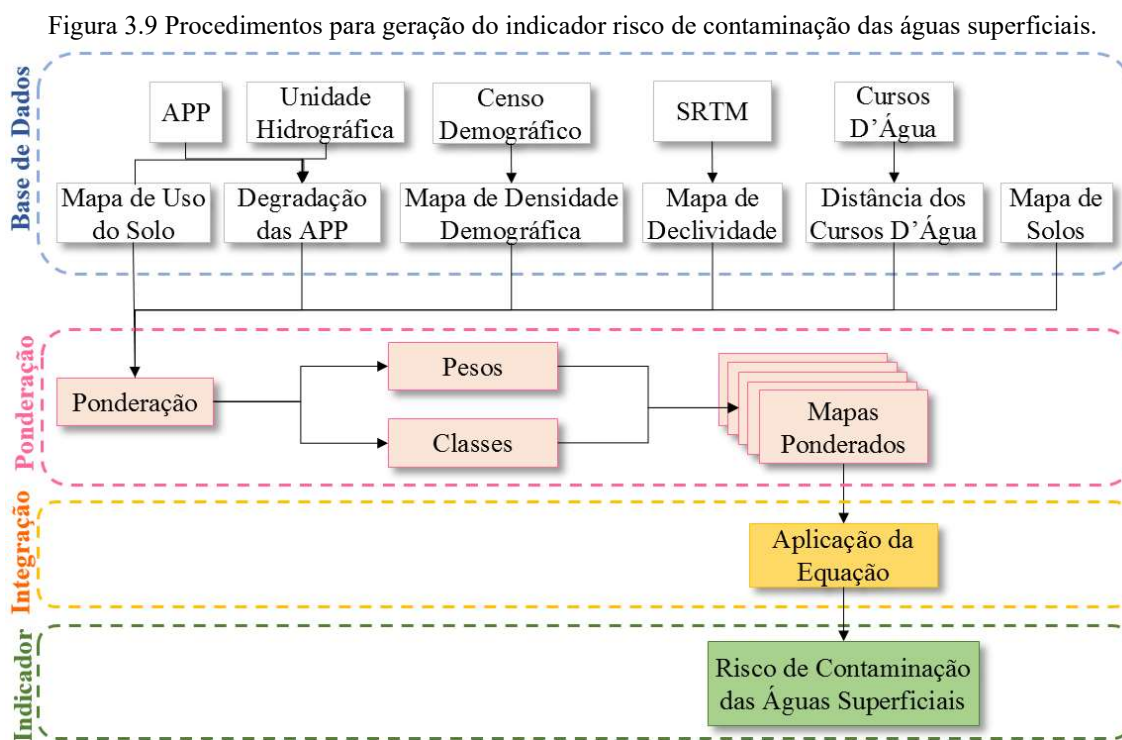 Figura 3.9 Procedimentos para geração do indicador risco de contaminação das águas superficiais.
Base de Dados
APP
Unidade
Hidrográfica
Censo
Demográfico
SRTM
Cursos
D'Água
Mapa de Uso
do Solo
Degradação
das APP
Mapa de Densidade
Demográfica
Mapa de
Declividade
Distância dos
Cursos D'Água
Mapa de
Solos
Ponderação
Ponderação
Pesos
Classes
Mapas
Ponderados
Integração
Aplicação da
Equação
Indicador
Risco de Contaminação
das Águas Superficiais